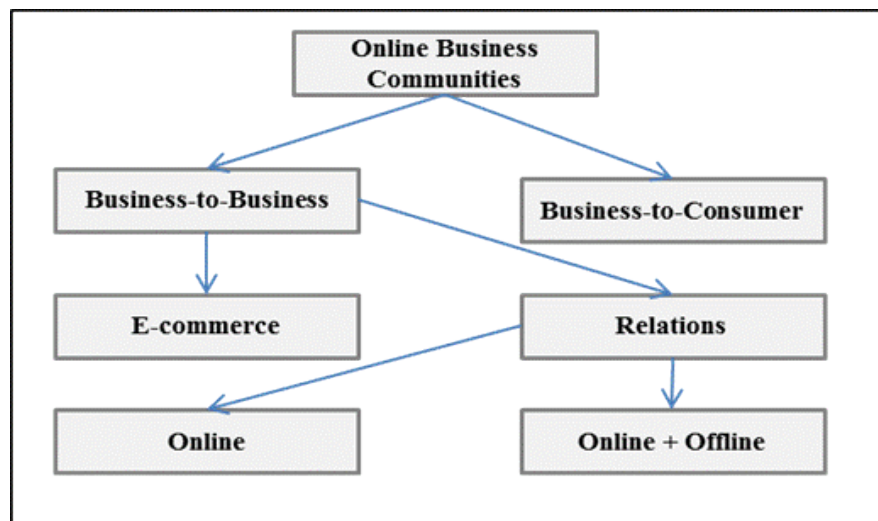 Online Business
Communities
Business-to-Business
Business-to-Consumer
E-commerce
Relations
Online
Online + Offline